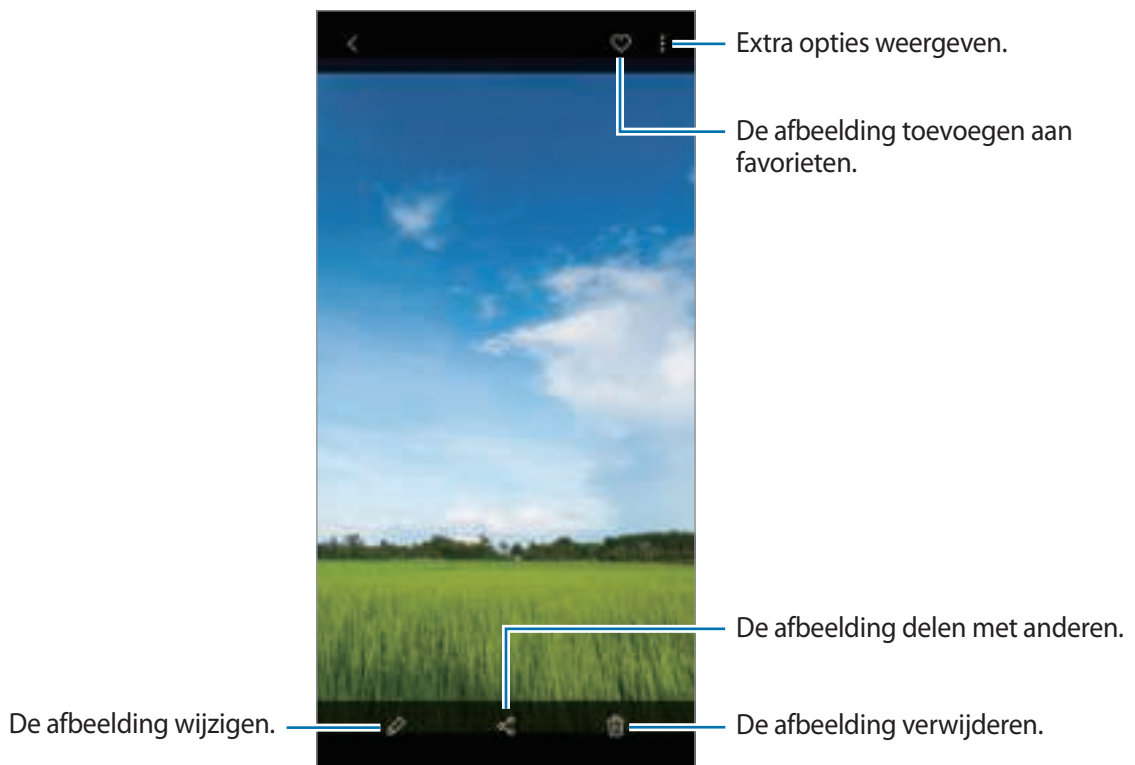 Extra opties weergeven.
De afbeelding toevoegen aan
favorieten.
De afbeelding delen met anderen.
De afbeelding wijzigen.
De afbeelding verwijderen.